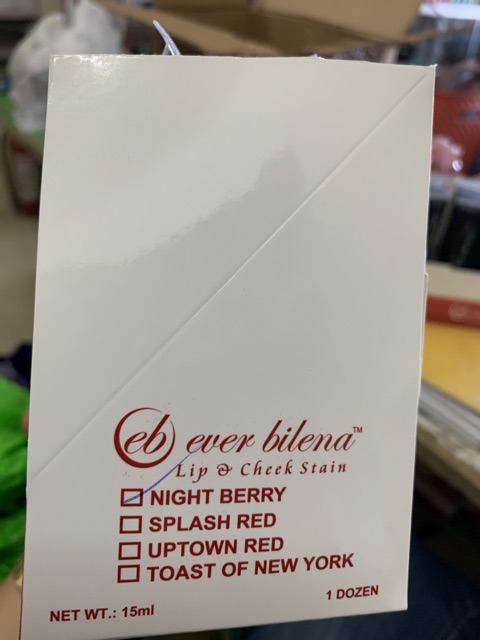 eb ever bilena™
Lip & Cheek Stain
NIGHT BERRY
SPLASH RED
UPTOWN RED
TOAST OF NEW YORK
1 DOZEN
NET WT.: 15ml